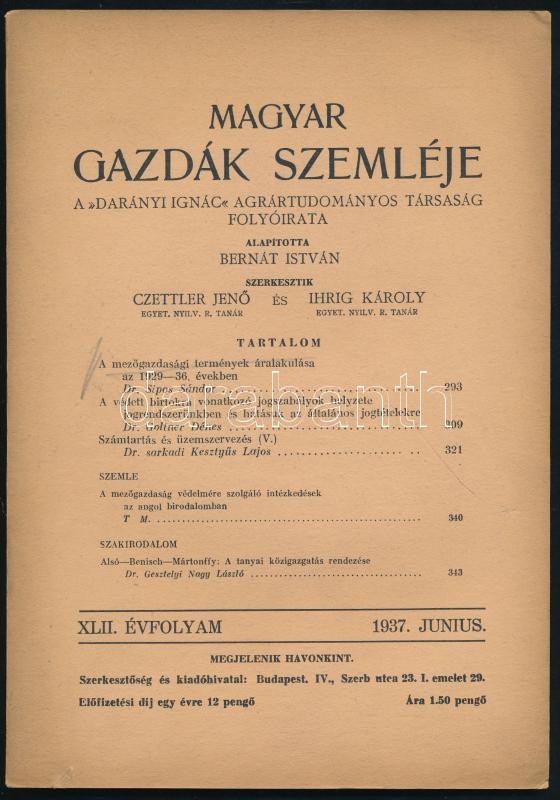 MAGYAR
GAZDÁK SZEMLÉJE
A »DARÁNYI IGNÁC« AGRÁRTUDOMÁNYOS TÁRSASÁG
FOLYÓIRATA
ALAPÍTOTTA
BERNÁT ISTVÁN
SZERKESZTIK
CZETTLER JENŐ ÉS IHRIG KÁROLY
EGYET. NYILV. R. TANÁR EGYET. NYILV. R. TANÁR
TARTALOM
A mezőgazdasági termények áralakulása
az 1929—36. években
Dr. Sipos Sándor 293
A védett birtokra vonatkozó jogszabályok helyzete
jogrendszerünkben és hatásuk az általános jogtételekre
Dr. Goltner Dénes 309
Számtartás és üzemszervezés (V.)
Dr. sarkadi Kesztyűs Lajos 321
SZEMLE
A mezőgazdaság védelmére szolgáló intézkedések
az angol birodalomban
T M. 340
SZAKIRODALOM
Alsó—Benisch—Mártonffy: A tanyai közigazgatás rendezése
Dr. Gesztelyi Nagy László 343
darabanth
XLII. ÉVFOLYAM 1937. JUNIUS.
MEGJELENIK HAVONKINT.
Szerkesztőség és kiadóhivatal: Budapest. IV., Szerb utca 23. I. emelet 29.
Előfizetési díj egy évre 12 pengő Ára 1.50 pengő